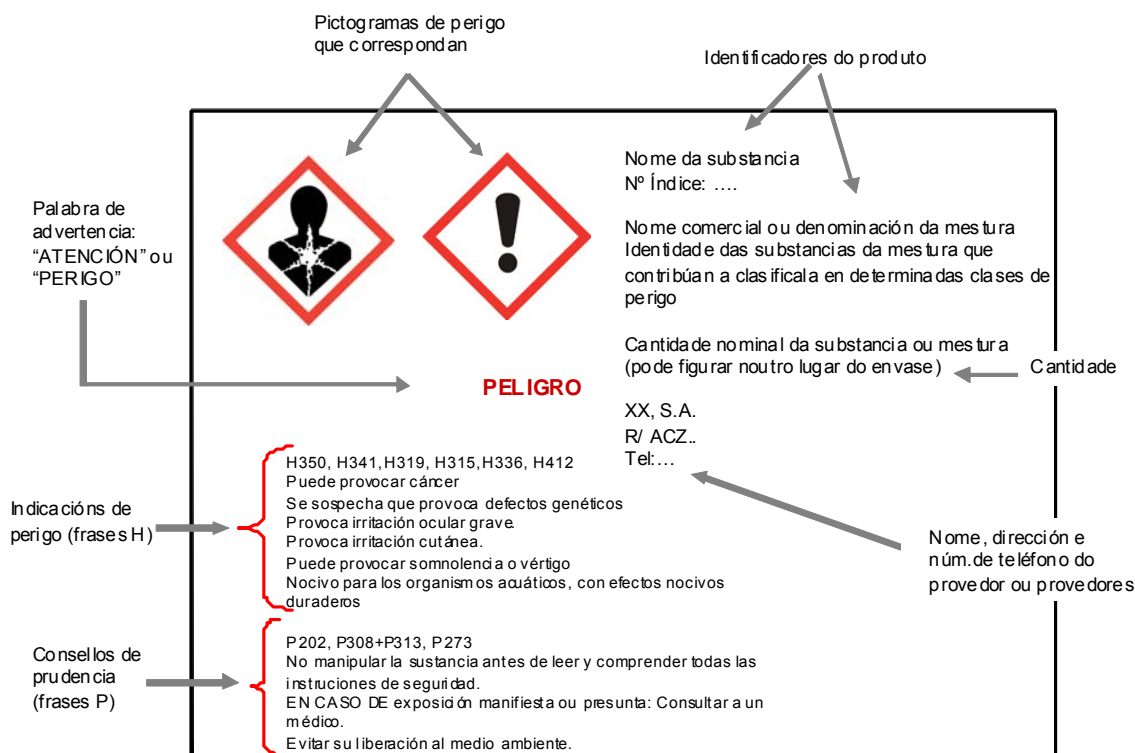 Pictogramas de perigo
que correspondan
Identificadores do produto
Nome da substancia
Nº Índice: ....
Palabra de
advertencia:
“ATENCIÓN” ou
“PERIGO”
Nome comercial ou denominación da mestura
Identidade das substancias da mestura que
contribúan a clasificala en determinadas clases de
perigo
Cantidade nominal da substancia ou mestura
(pode figurar noutro lugar do envase)
Cantidade
PELIGRO
XX, S.A.
R/ ACZ..
Tel:...
H350, H341,H319, H315,H336, H412
Puede provocar cáncer
Se sospecha que provoca defectos genéticos
Provoca irritación ocular grave.
Provoca irritación cutánea.
Puede provocar somnolencia o vértigo
Nocivo para los organismos acuáticos, con efectos nocivos
duraderos
Indicacións de
perigo (frases H)
Nome, dirección e
núm.de teléfono do
provedor ou provedores
P202, P308+P313, P273
No manipular la sustancia antes de leer y comprender todas las
instruciones de seguridad.
EN CASO DE exposición manifiesta ou presunta: Consultar a un
médico.
Evitar su liberación al medio ambiente.
Consellos de
prudencia
(frases P)